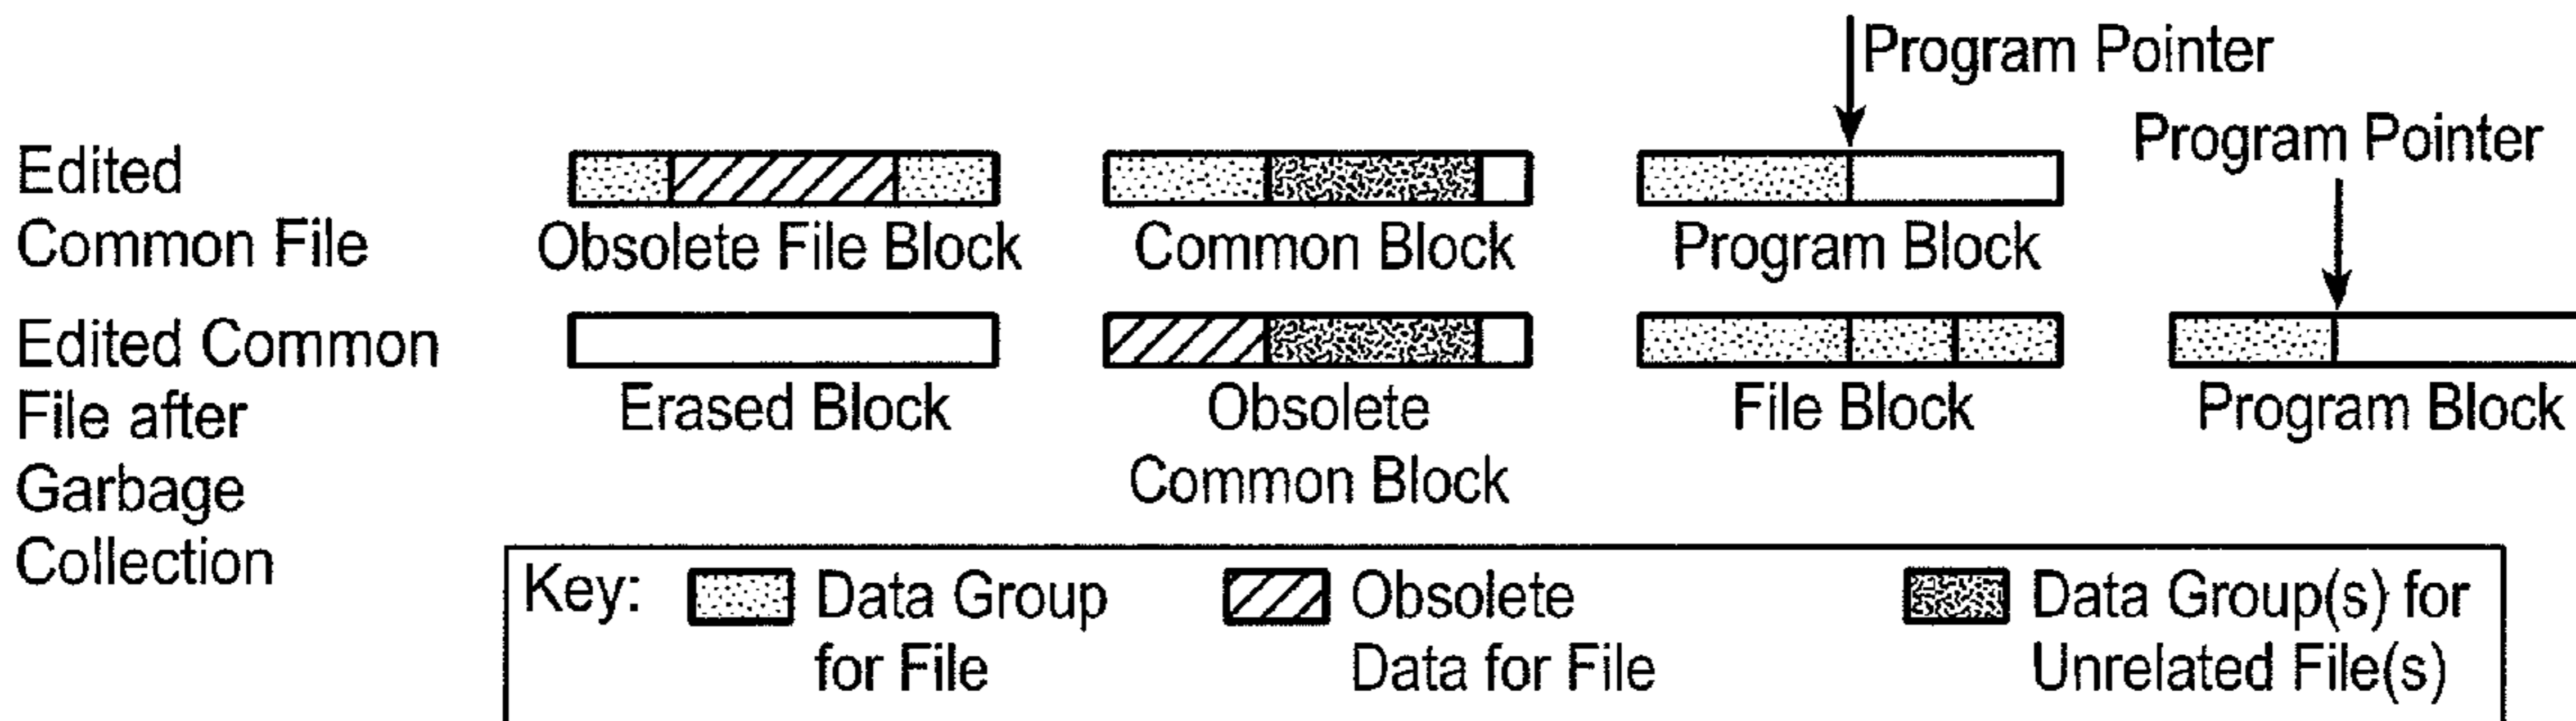 Program Pointer
Program Pointer
Edited
Common File
Obsolete File Block
Common Block
Program Block
Edited Common
File after
Garbage
Collection
Erased Block
Obsolete
Common Block
File Block
Program Block
Key:
Data Group
for File
Obsolete
Data for File
Data Group(s) for
Unrelated File(s)